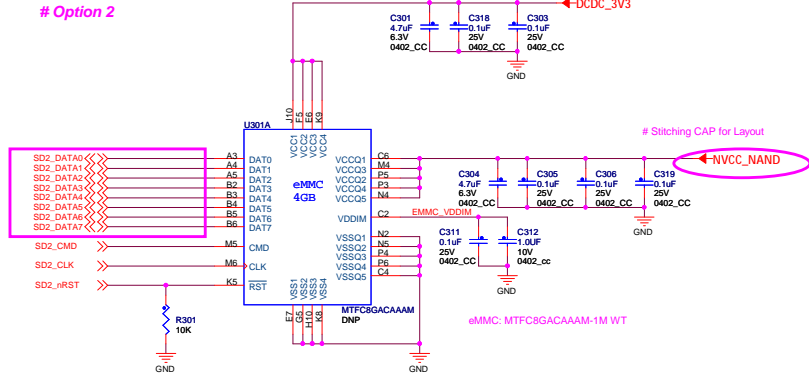 # Option 2
DCDC_3V3
C301
4.7uF
6.3V
0402_CC
C318
0.1uF
25V
0402_CC
C303
0.1uF
25V
0402_CC
GND
J10
F5
E6
K9
U301A
VCC1
VCC2
VCC3
VCC4
# Stitching CAP for Layout
NVCC_NAND
SD2_DATA0
SD2_DATA1
SD2_DATA2
SD2_DATA3
SD2_DATA4
SD2_DATA5
SD2_DATA6
SD2_DATA7
SD2_CMD
SD2_CLK
SD2_nRST
A3
A4
A5
B2
B3
B4
B5
B6
M5
M6
K5
DAT0
DAT1
DAT2
DAT3
DAT4
DAT5
DAT6
DAT7
CMD
CLK
RST
eMMC
4GB
VCCQ1
VCCQ2
VCCQ3
VCCQ4
VCCQ5
VDDIM
VSSQ1
VSSQ2
VSSQ3
VSSQ4
VSSQ5
C6
M4
P5
P3
N4
C2
N2
N5
P4
P6
C4
EMMC_VDDIM
C304
4.7uF
6.3V
0402_CC
C305
0.1uF
25V
0402_CC
C306
0.1uF
25V
0402_CC
C319
0.1uF
25V
0402_CC
GND
C311
0.1uF
25V
0402_CC
C312
1.0UF
10V
0402_cc
GND
VSS1
VSS2
VSS3
VSS4
E7
G5
H10
K8
MTFC8GACAAAM
DNP
R301
10K
GND
GND
eMMC: MTFC8GACAAAM-1M WT